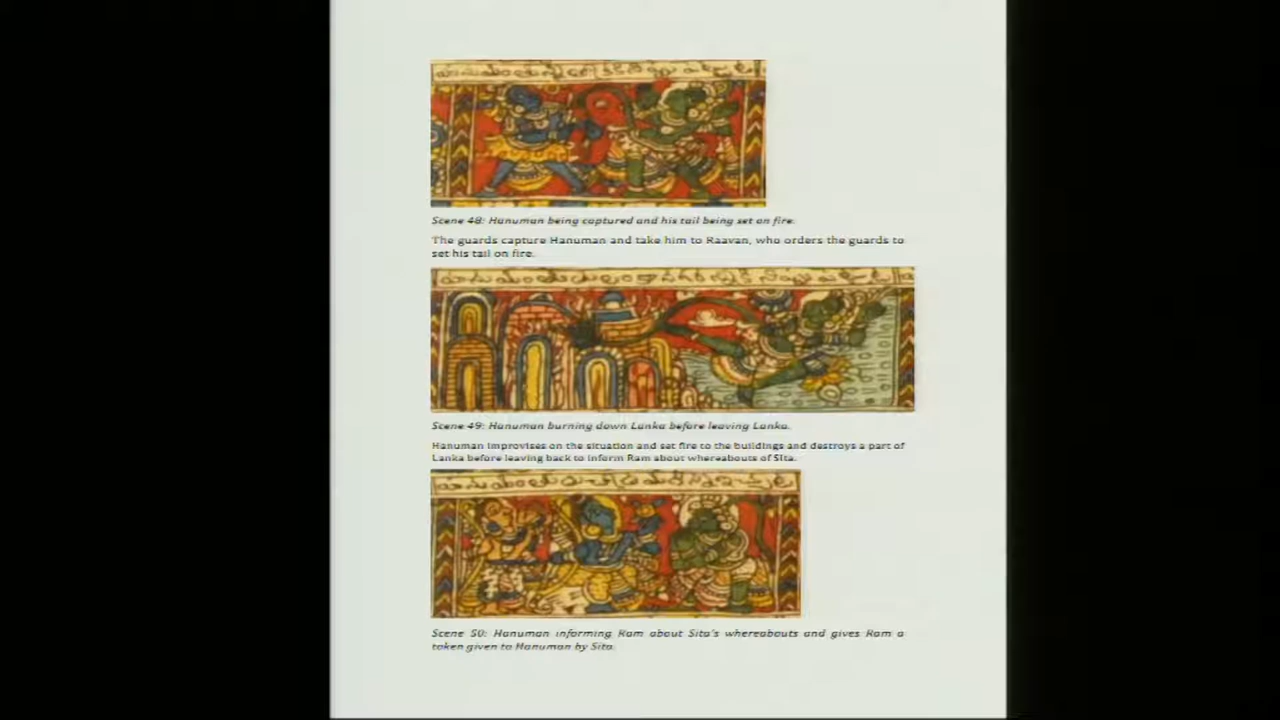 Scene 48: Hanuman being captured and his tail being set on fire.
The guards capture Hanuman and take him to Raavan, who orders the guards to
set his tail on fire.
Scene 49: Hanuman burning down Lanka before leaving Lanka.
Hanuman improvises on the situation and set fire to the buildings and destroys a part of
Lanka before leaving back to inform Ram about whereabouts of Sita.
Scene 50: Hanuman informing Ram about Sita's whereabouts and gives Ram a
token given to Hanuman by Sita.